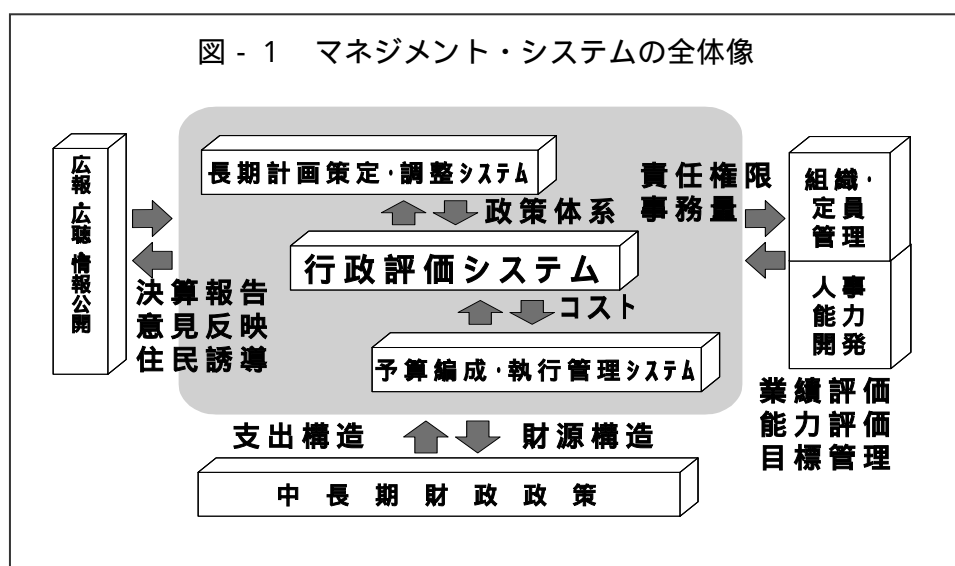 図 - 1 マネジメント・システムの全体像
広報・広聴・情報公開
長期計画策定・調整システム
政策体系
行政評価システム
コスト
予算編成・執行管理システム
決算報告
意見反映
住民誘導
責任権限
事務量
組織・
定員
管理
人事
能力
開発
業績評価
能力評価
目標管理
支出構造
財源構造
中長期財政政策